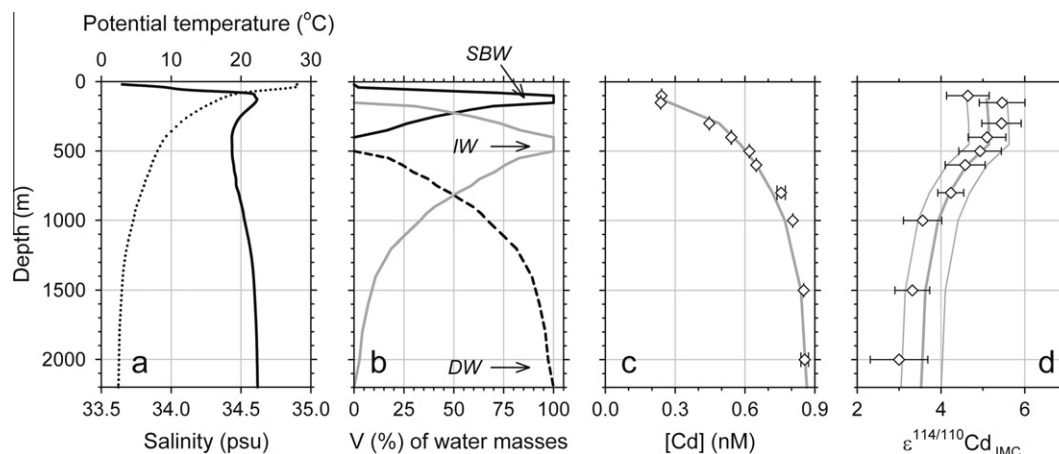 Potential temperature (°C)
0 10 20 30
SBW
0
500
1000
1500
2000
Depth (m)
IW
DW
a
b
c
d
33.5 34.0 34.5 35.0
0 25 50 75 100
0.0 0.3 0.6 0.9
2 4 6
Salinity (psu)
V (%) of water masses
[Cd] (nM)
ε114/110Cd JMC